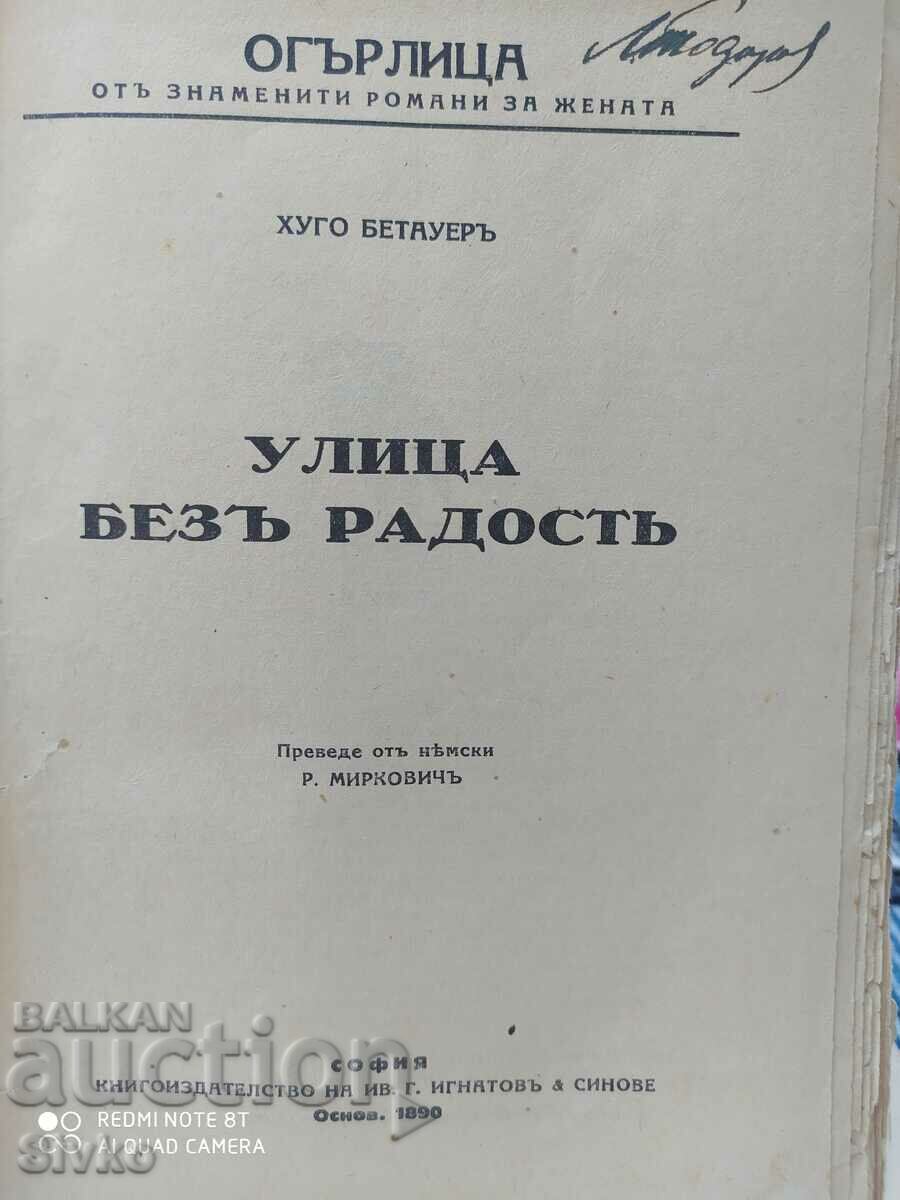 ОГЪРЛИЦА
ОТЪ ЗНАМЕНИТИ РОМАНИ ЗА ЖЕНАТА
ХУГО БЕТАУЕРЪ
УЛИЦА
БЕЗЪ РАДОСТЬ
Преведе отъ нѣмски
Р. МИРКОВИЧЪ
СОФИЯ
КНИГОИЗДАТЕЛСТВО НА ИВ. Г. ИГНАТОВЪ & СИНОВЕ
Основ. 1890
BALKAN
auction
REDMI NOTE 8T
AI QUAD CAMERA
Sivko